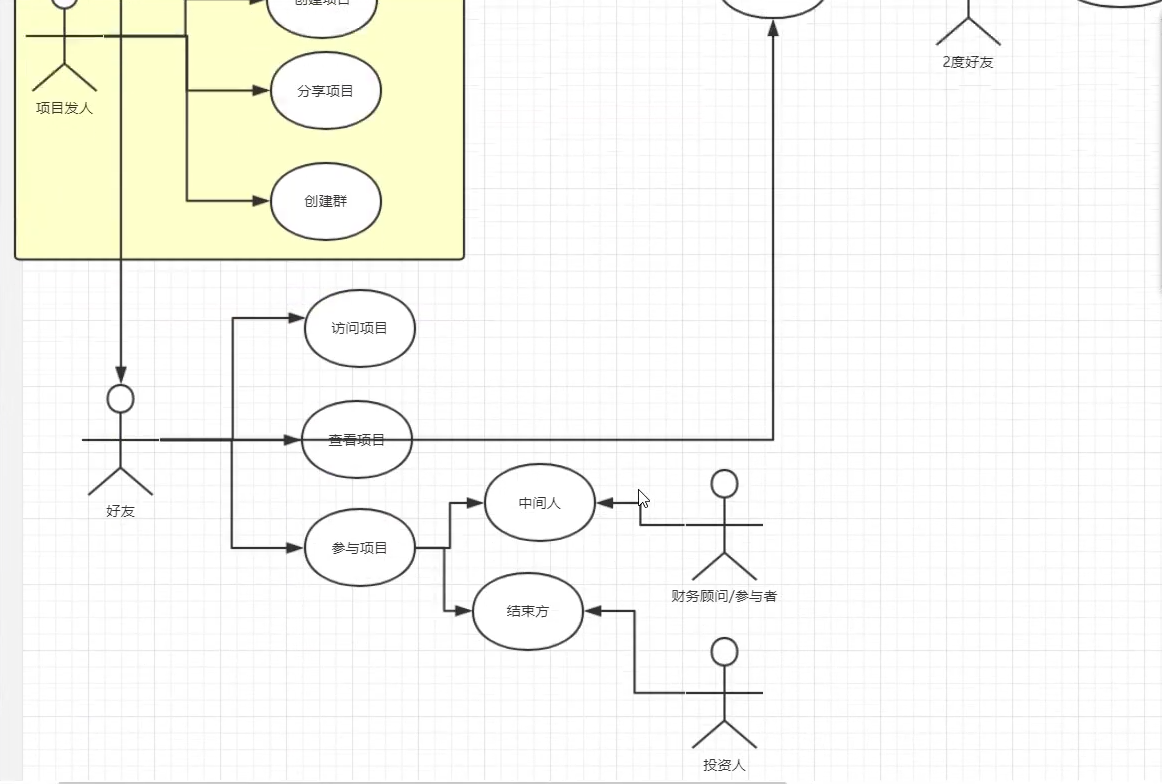 创建项目
分享项目
项目发人
2度好友
创建群
访问项目
查看项目
中间人
好友
参与项目
财务顾问/参与者
结束方
投资人